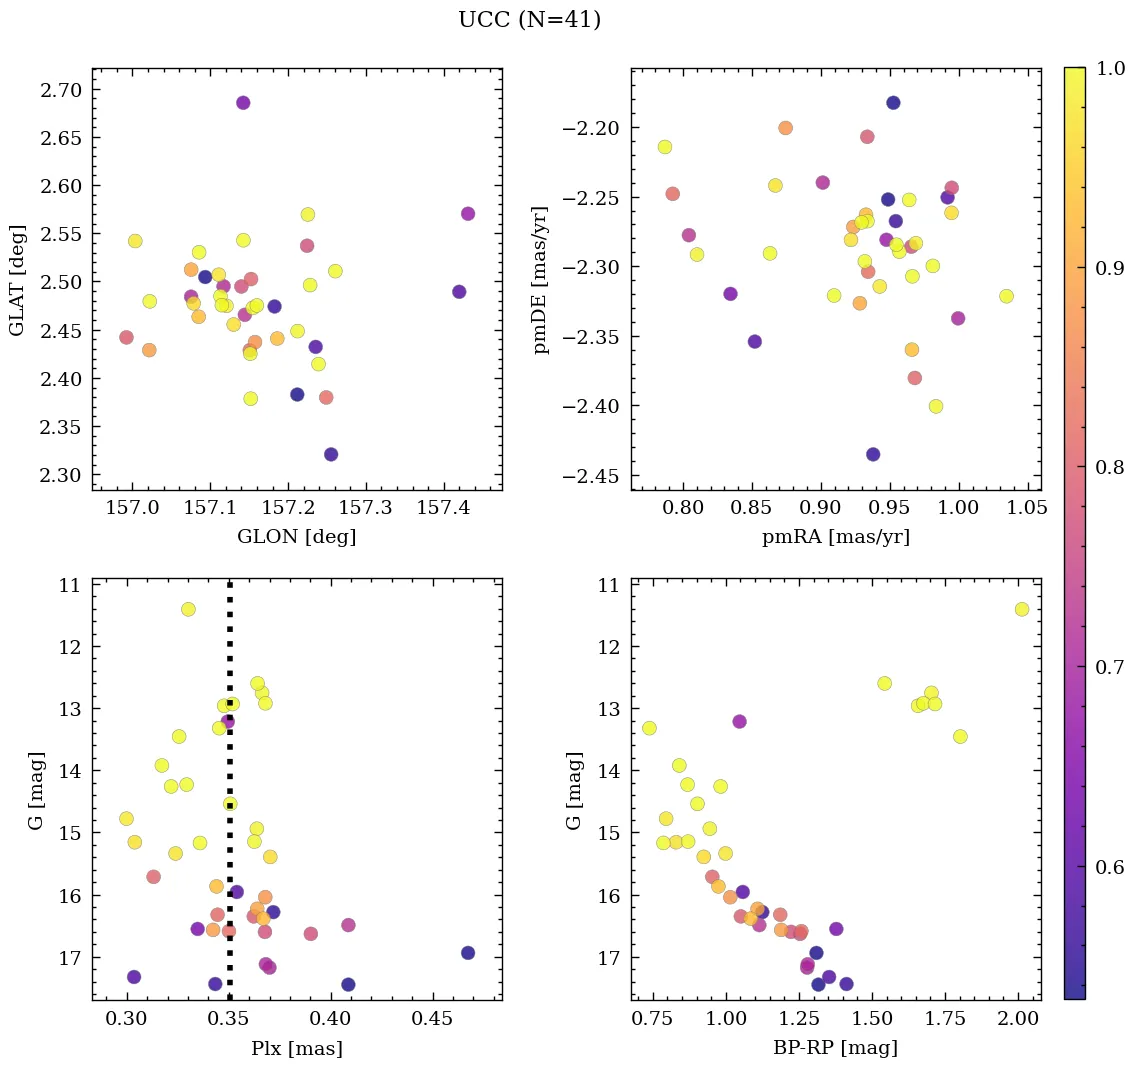 UCC (N=41)
2.70
2.65
2.60
2.55
2.50
2.45
2.40
2.35
2.30
GLAT [deg]
157.0 157.1 157.2 157.3 157.4
GLON [deg]
−2.20
−2.25
−2.30
−2.35
−2.40
−2.45
pmDE [mas/yr]
0.80 0.85 0.90 0.95 1.00 1.05
pmRA [mas/yr]
11
12
13
14
15
16
17
G [mag]
0.30 0.35 0.40 0.45
Plx [mas]
11
12
13
14
15
16
17
G [mag]
0.75 1.00 1.25 1.50 1.75 2.00
BP-RP [mag]
1.0
0.9
0.8
0.7
0.6